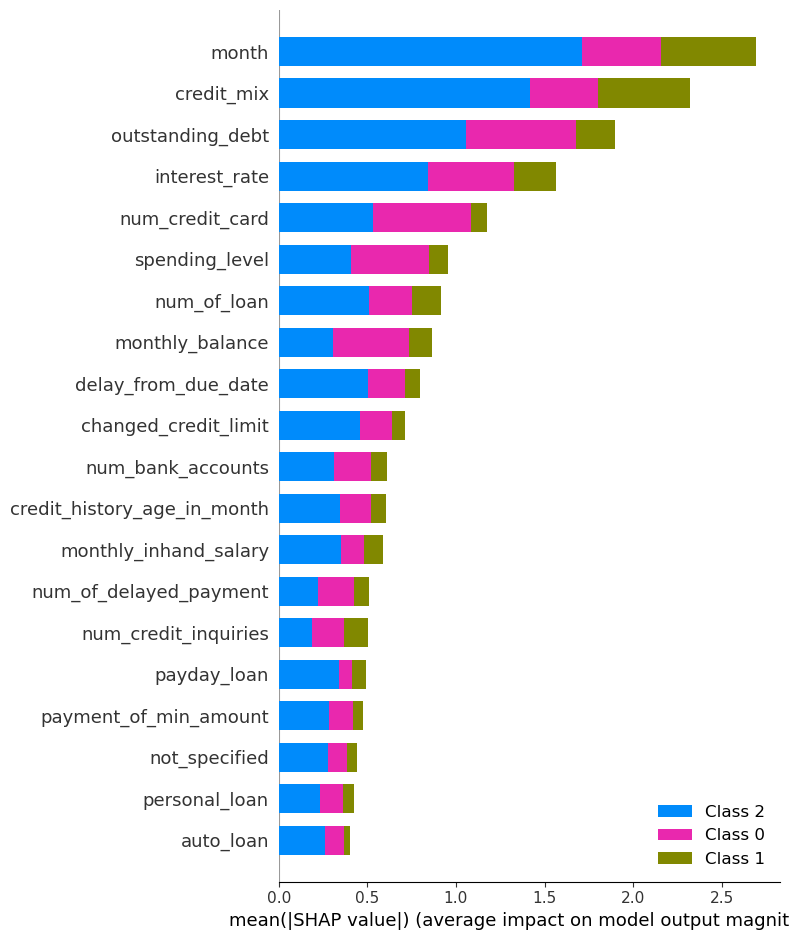 month
credit_mix
outstanding_debt
interest_rate
num_credit_card
spending_level
num_of_loan
monthly_balance
delay_from_due_date
changed_credit_limit
num_bank_accounts
credit_history_age_in_month
monthly_inhand_salary
num_of_delayed_payment
num_credit_inquiries
payday_loan
payment_of_min_amount
not_specified
personal_loan
auto_loan
Class 2
Class 0
Class 1
0.0 0.5 1.0 1.5 2.0 2.5
mean(|SHAP value|) (average impact on model output magnit